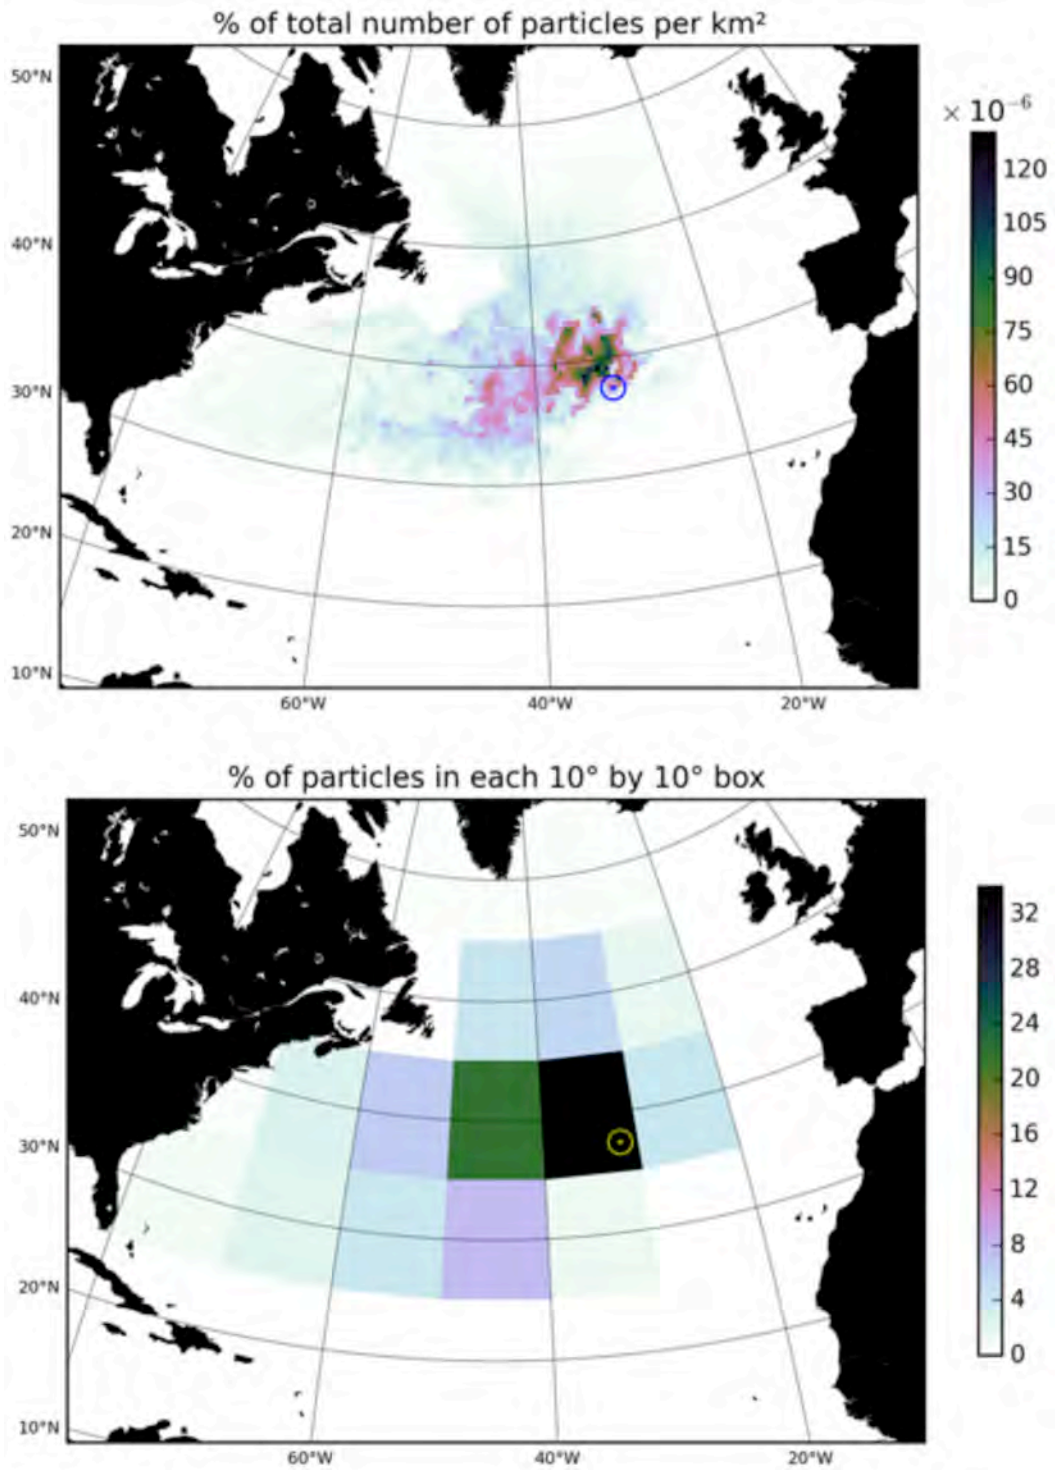 % of total number of particles per km²
× 10⁻⁶
50°N
40°N
30°N
20°N
10°N
60°W
40°W
20°W
120
105
90
75
60
45
30
15
0
% of particles in each 10° by 10° box
50°N
40°N
30°N
20°N
10°N
60°W
40°W
20°W
32
28
24
20
16
12
8
4
0